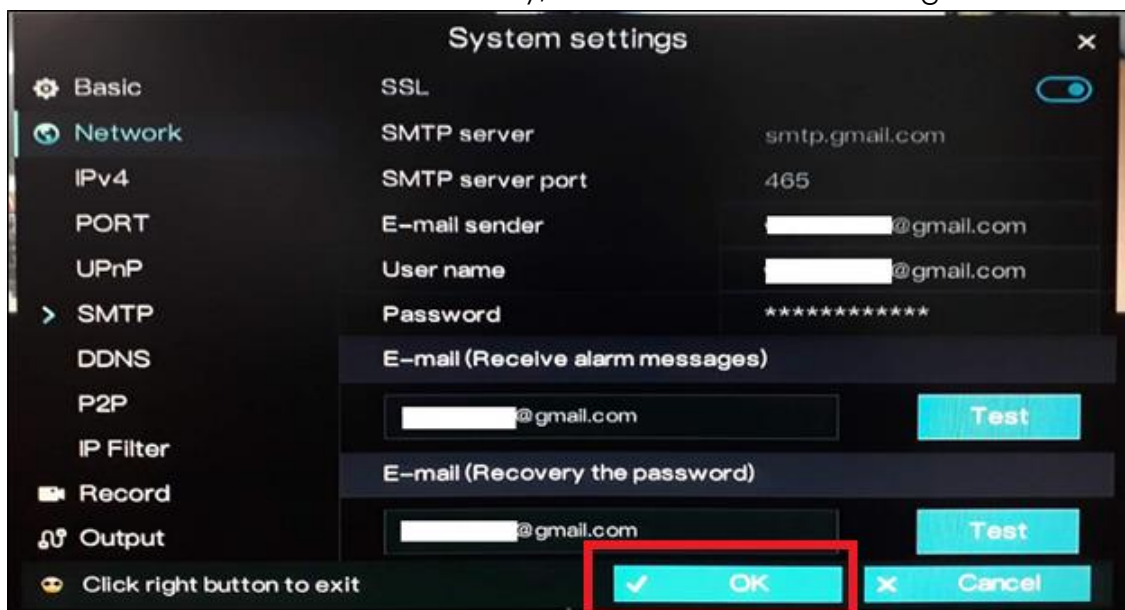 System settings
Basic
SSL
Network
SMTP server
smtp.gmail.com
IPv4
SMTP server port
465
PORT
E-mail sender
@gmail.com
UPnP
User name
@gmail.com
> SMTP
Password
************
DDNS
E-mail (Receive alarm messages)
P2P
@gmail.com
Test
IP Filter
E-mail (Recovery the password)
Record
Output
@gmail.com
Test
Click right button to exit
OK
Cancel